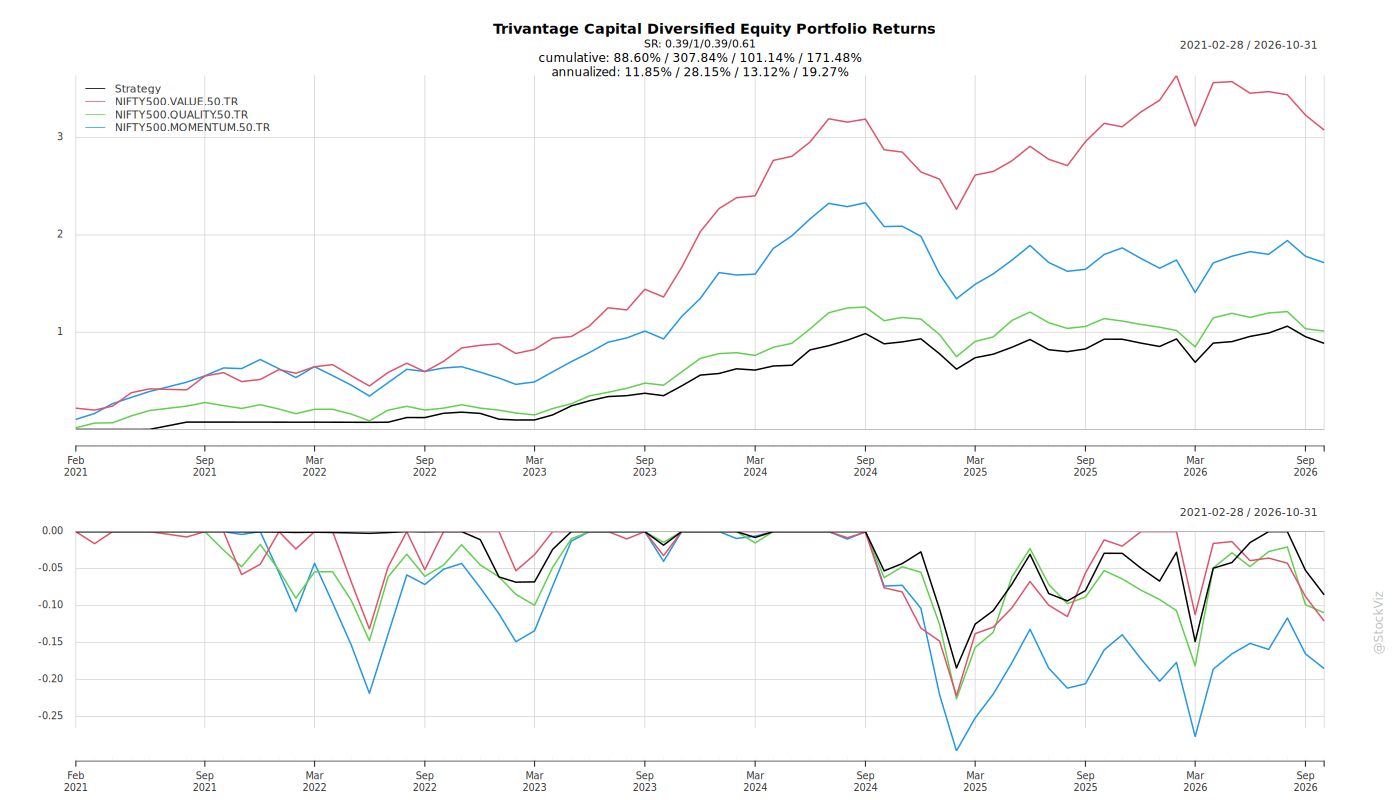 Trivantage Capital Diversified Equity Portfolio Returns
SR: 0.39/1/0.39/0.61
cumulative: 88.60% / 307.84% / 101.14% / 171.48%
annualized: 11.85% / 28.15% / 13.12% / 19.27%
2021-02-28 / 2026-10-31
Strategy
NIFTY500.VALUE.50.TR
NIFTY500.QUALITY.50.TR
NIFTY500.MOMENTUM.50.TR
3
2
1
Feb Sep Mar Sep Mar Sep Mar Sep Mar Sep Mar Sep
2021 2021 2022 2022 2023 2023 2024 2024 2025 2025 2026 2026
2021-02-28 / 2026-10-31
0.00
-0.05
-0.10
-0.15
-0.20
-0.25
Feb Sep Mar Sep Mar Sep Mar Sep Mar Sep Mar Sep
2021 2021 2022 2022 2023 2023 2024 2024 2025 2025 2026 2026
@StockViz